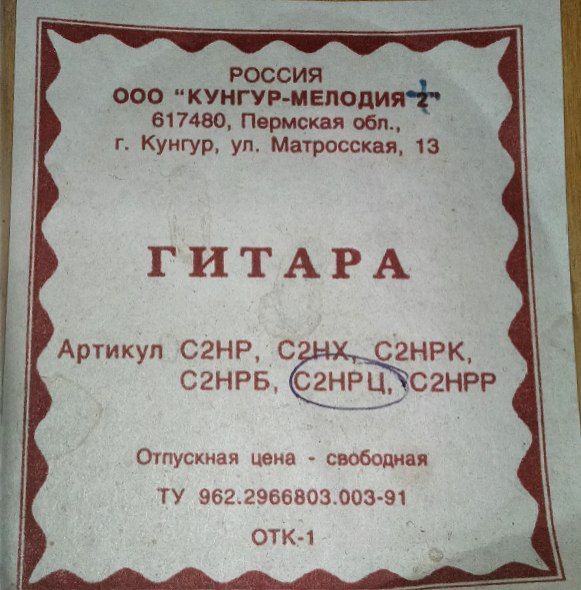 РОССИЯ
ООО "КУНГУР-МЕЛОДИЯ 2"
617480, Пермская обл.,
г. Кунгур, ул. Матросская, 13
ГИТАРА
Артикул С2НР, С2НХ, С2НРК,
С2НРБ, С2НРЦ, С2НРР
Отпускная цена - свободная
ТУ 962.2966803.003-91
ОТК-1